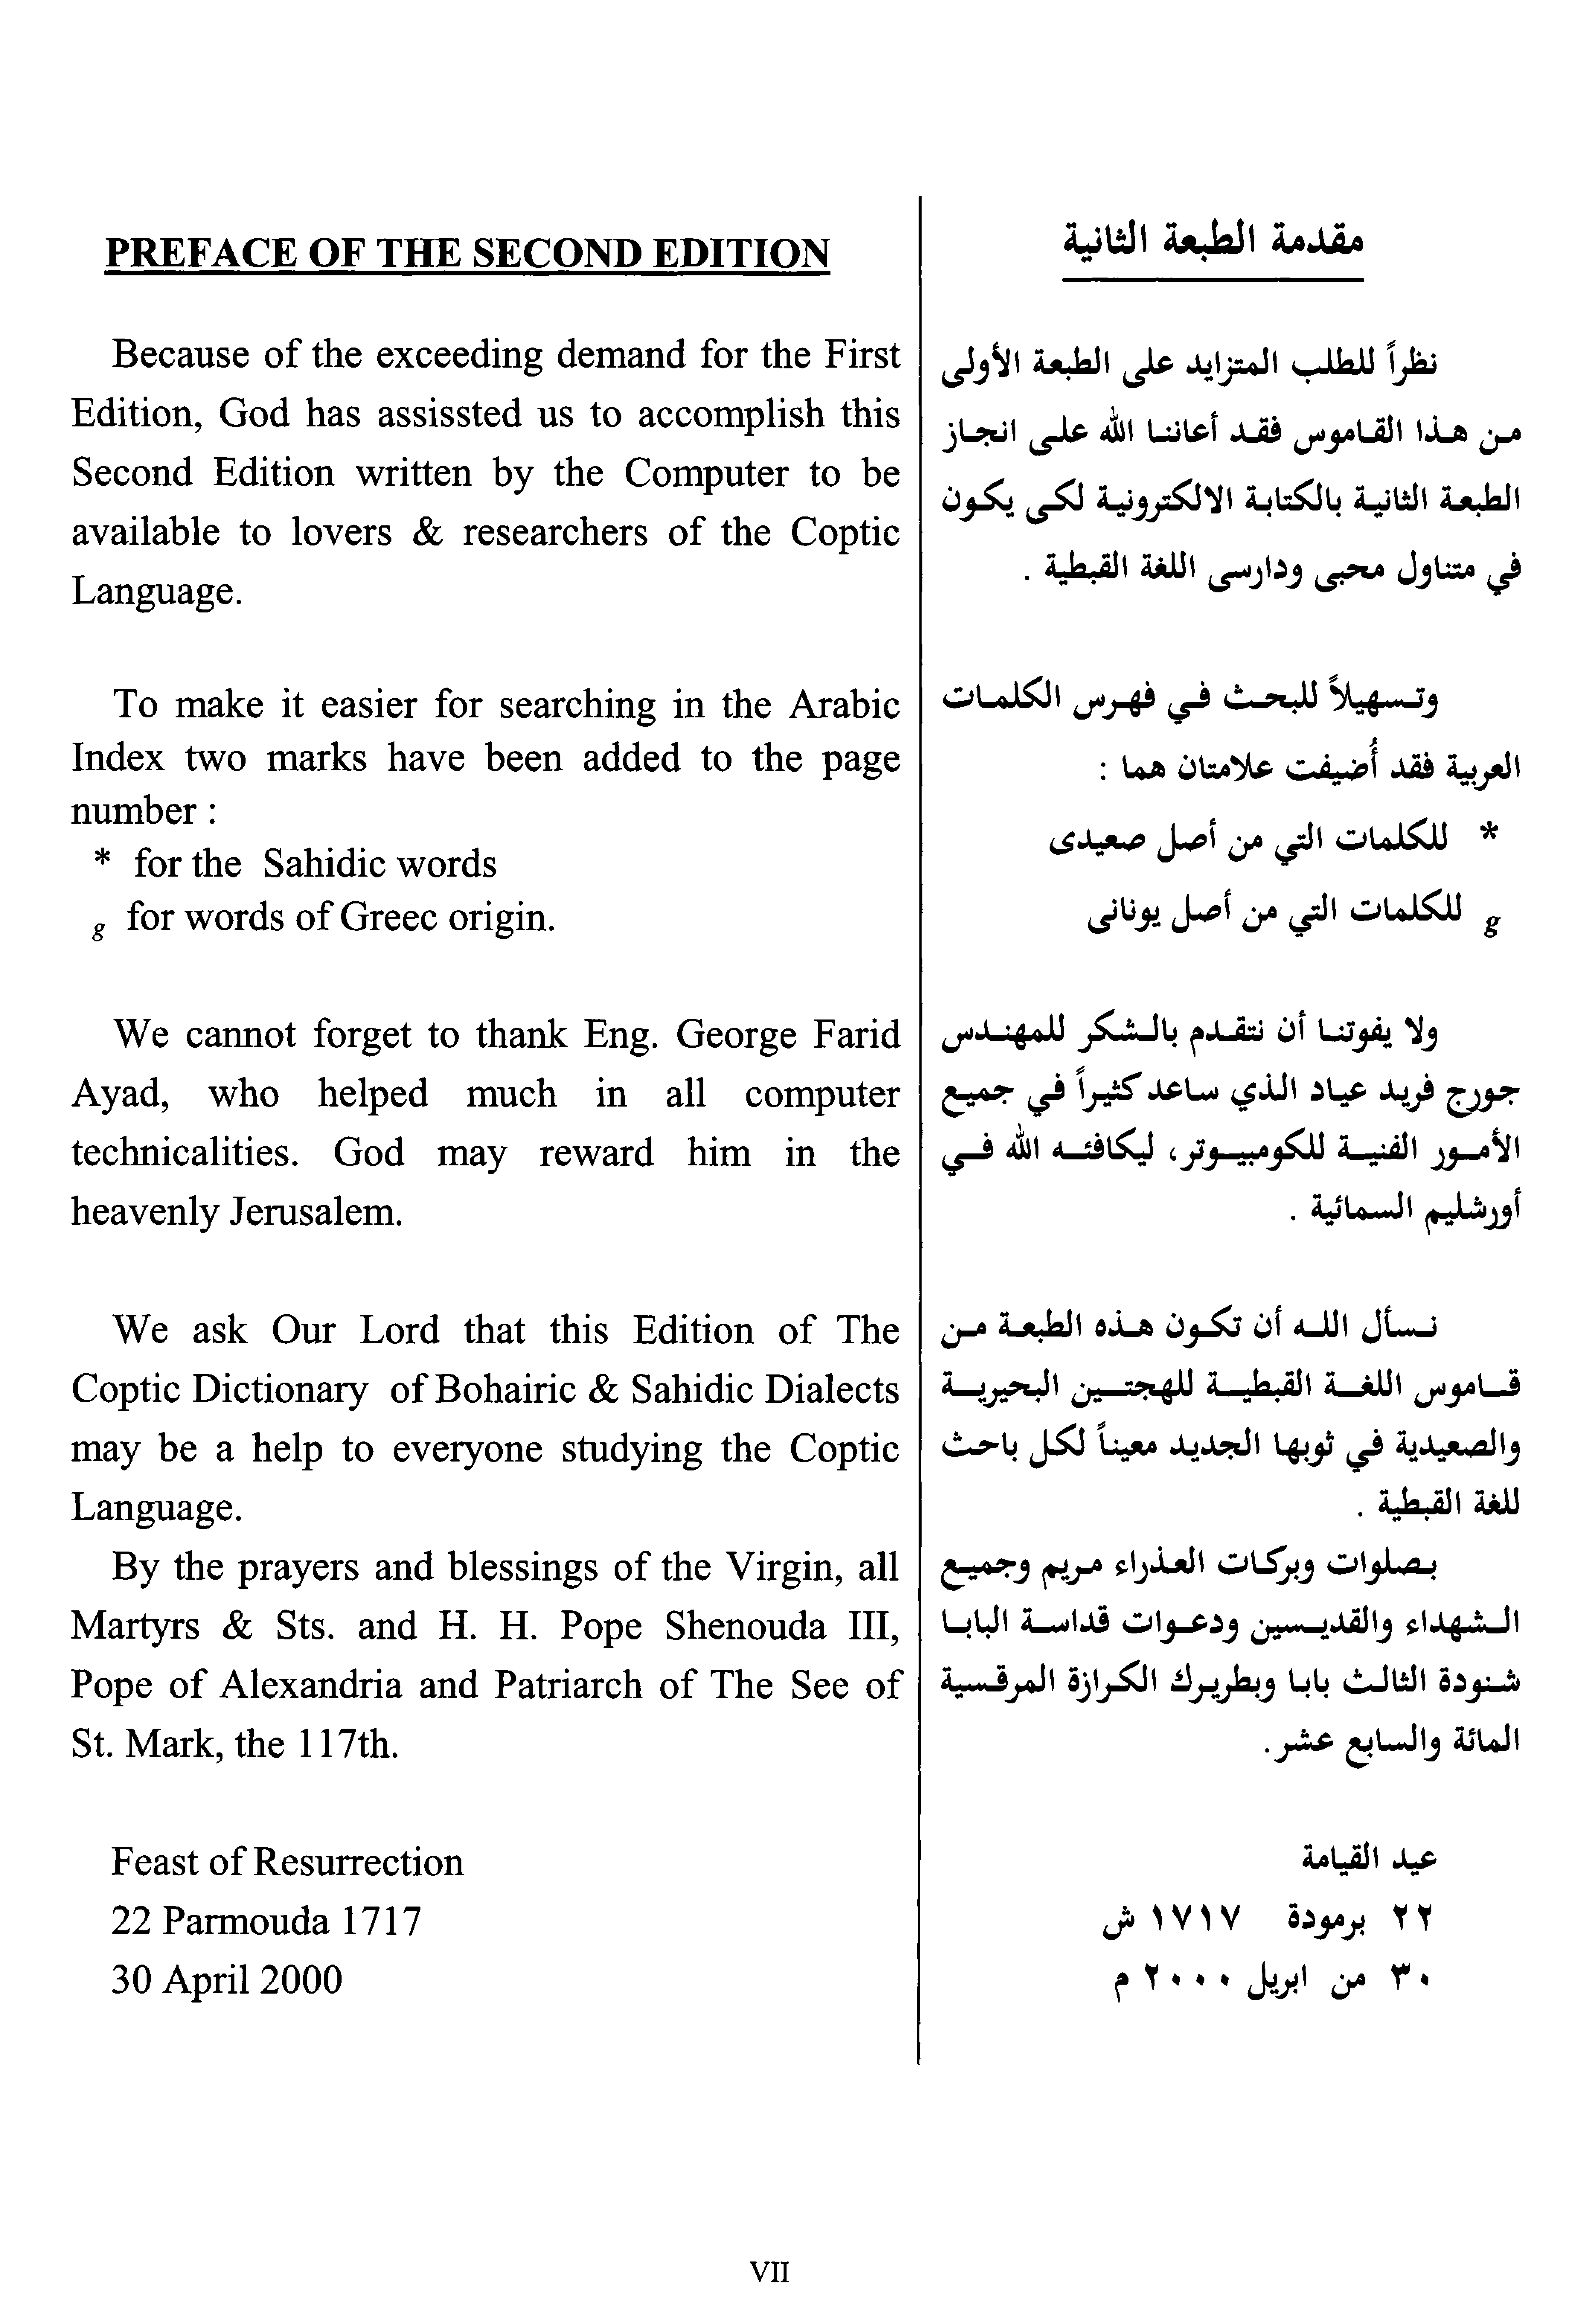 PREFACE OF THE SECOND EDITION
Because of the exceeding demand for the First
Edition, God has assissted us to accomplish this
Second Edition written by the Computer to be
available to lovers & researchers of the Coptic
Language.
To make it easier for searching in the Arabic
Index two marks have been added to the page
number :
* for the Sahidic words
g for words of Greec origin.
We cannot forget to thank Eng. George Farid
Ayad, who helped much in all computer
technicalities. God may reward him in the
heavenly Jerusalem.
We ask Our Lord that this Edition of The
Coptic Dictionary of Bohairic & Sahidic Dialects
may be a help to everyone studying the Coptic
Language.
By the prayers and blessings of the Virgin, all
Martyrs & Sts. and H. H. Pope Shenouda III,
Pope of Alexandria and Patriarch of The See of
St. Mark, the 117th.
Feast of Resurrection
22 Parmouda 1717
30 April 2000
مقدمة الطبعة الثانية
نظراً للطلب المتزايد على الطبعة الأولى
من هذا القاموس فقد أعاننا الله على انجاز
الطبعة الثانية بالكتابة الالكترونية لكى يكون
في متناول محبى ودارسى اللغة القبطية .
وتسهيلاً للبحث في فهرس الكلمات
العربية فقد أُضيفت علامتان هما :
* للكلمات التي من أصل صعيدى
g للكلمات التي من أصل يونانى
ولا يفوتنا أن نتقدم بالشكر للمهندس
جورج فريد عياد الذي ساعد كثيراً في جميع
الأمور الفنية للكومبيوتر، ليكافئه الله في
أورشليم السمائية .
نسأل الله أن تكون هذه الطبعة من
قاموس اللغة القبطية للهجتين البحيرية
والصعيدية في ثوبها الجديد معيناً لكل باحث
للغة القبطية .
بصلوات وبركات العذراء مريم وجميع
الشهداء والقديسين ودعوات قداسة البابا
شنودة الثالث بابا وبطريرك الكرازة المرقسية
المائة والسابع عشر.
عيد القيامة
٢٢ برمودة ١٧١٧ ش
٣٠ من ابريل ٢٠٠٠ م
VII